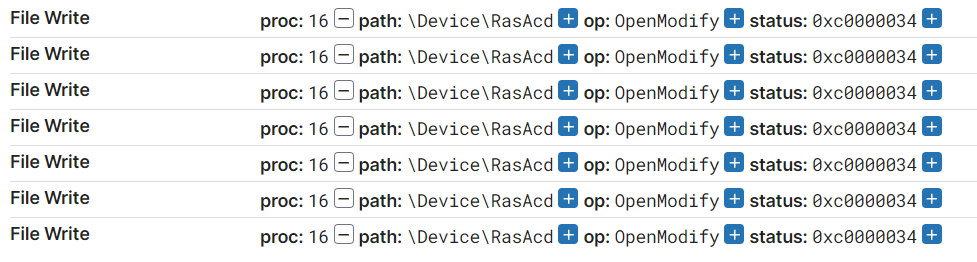 File Write proc: 16 path: \Device\RasAcd op: OpenModify status: 0xc0000034
File Write proc: 16 path: \Device\RasAcd op: OpenModify status: 0xc0000034
File Write proc: 16 path: \Device\RasAcd op: OpenModify status: 0xc0000034
File Write proc: 16 path: \Device\RasAcd op: OpenModify status: 0xc0000034
File Write proc: 16 path: \Device\RasAcd op: OpenModify status: 0xc0000034
File Write proc: 16 path: \Device\RasAcd op: OpenModify status: 0xc0000034
File Write proc: 16 path: \Device\RasAcd op: OpenModify status: 0xc0000034